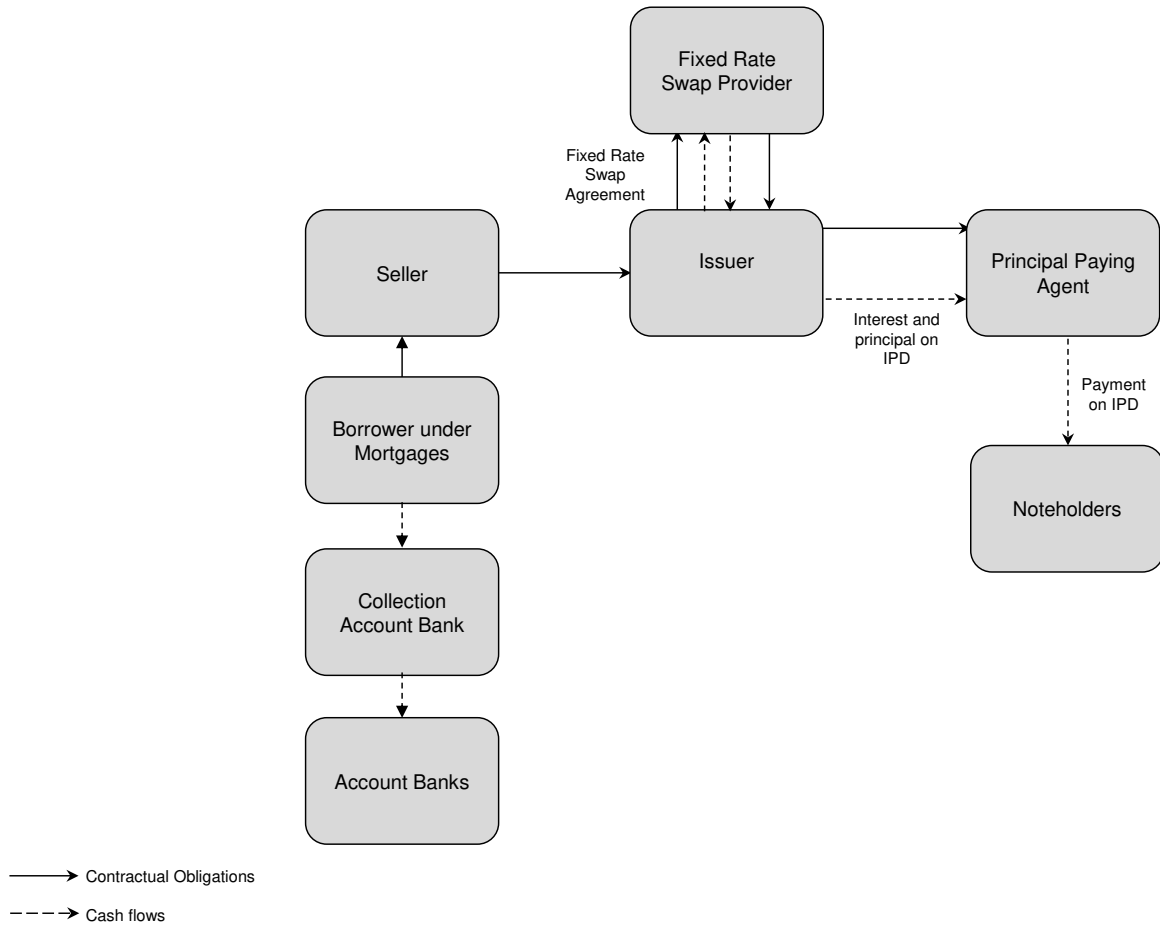 Fixed Rate
Swap Provider
Fixed Rate
Swap
Agreement
Seller
Issuer
Principal Paying
Agent
Interest and
principal on
IPD
Borrower under
Mortgages
Payment
on IPD
Noteholders
Collection
Account Bank
Account Banks
Contractual Obligations
Cash flows